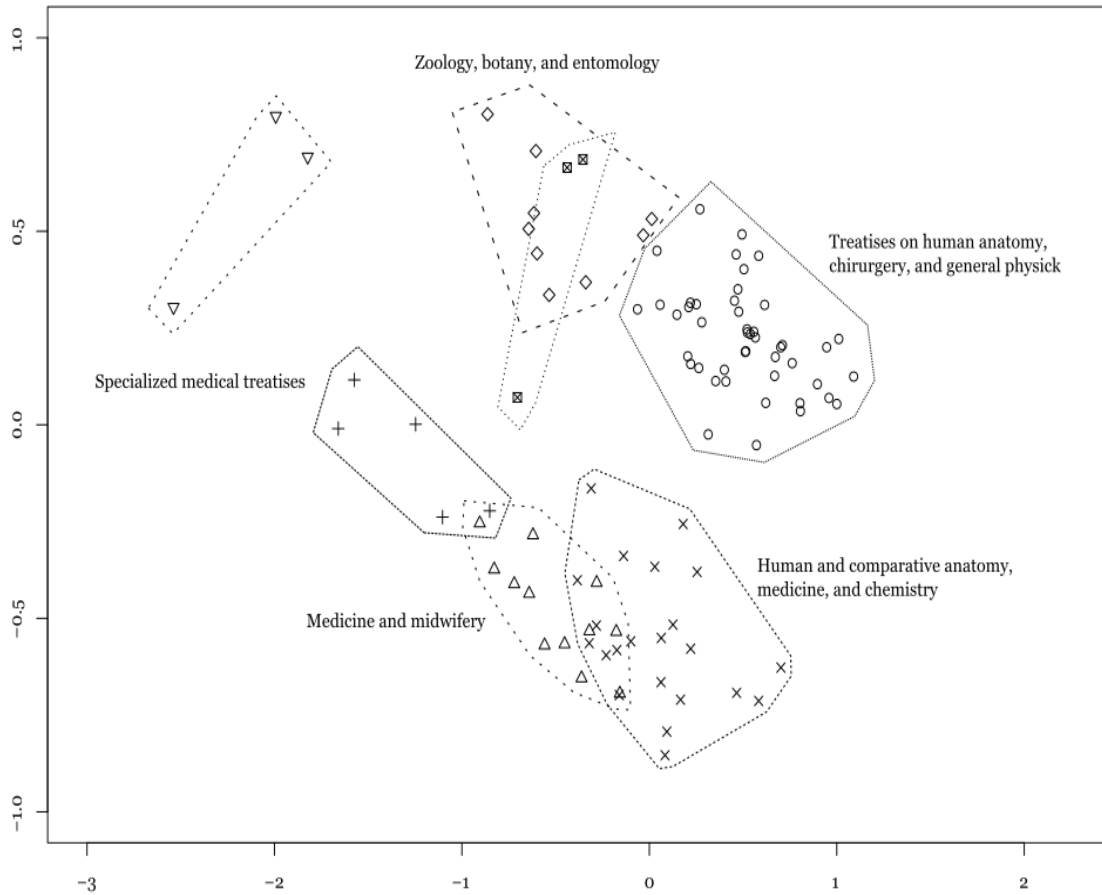 1.0
Zoology, botany, and entomology
0.5
Treatises on human anatomy,
chirurgery, and general physick
Specialized medical treatises
0.0
Human and comparative anatomy,
medicine, and chemistry
−0.5
Medicine and midwifery
−1.0
−3 −2 −1 0 1 2